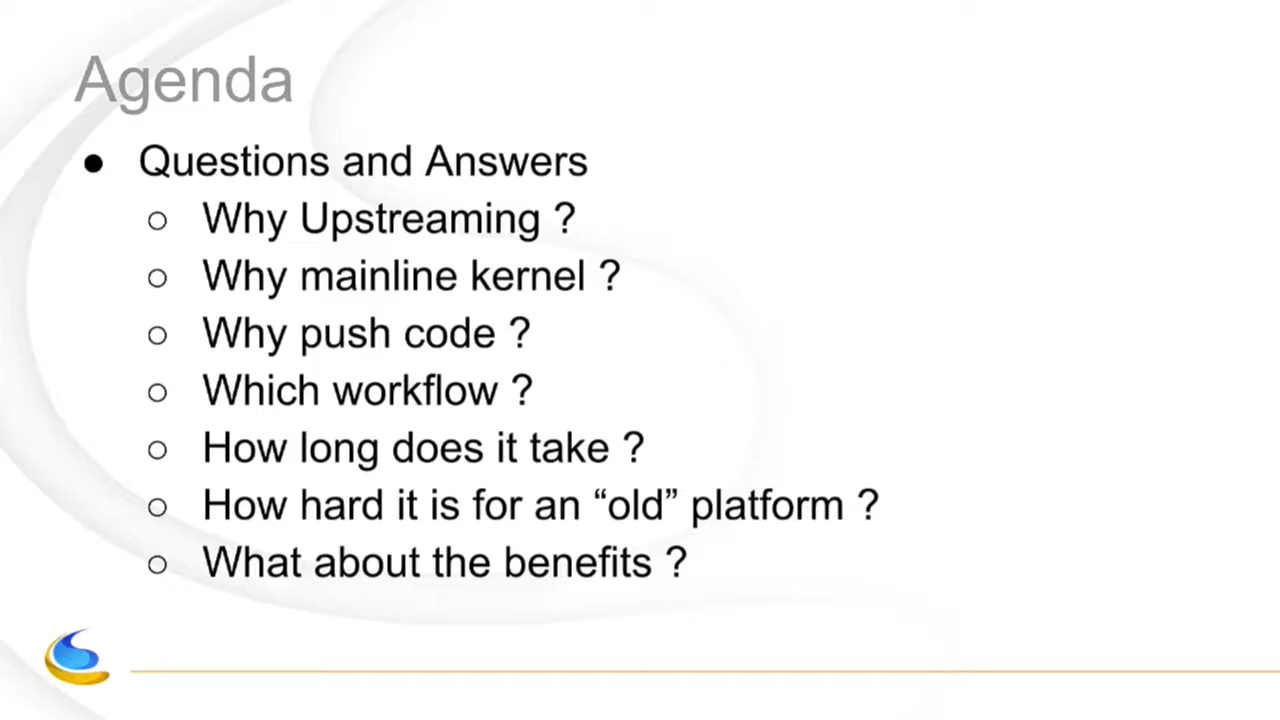 Agenda
● Questions and Answers
○ Why Upstreaming ?
○ Why mainline kernel ?
○ Why push code ?
○ Which workflow ?
○ How long does it take ?
○ How hard it is for an “old” platform ?
○ What about the benefits ?